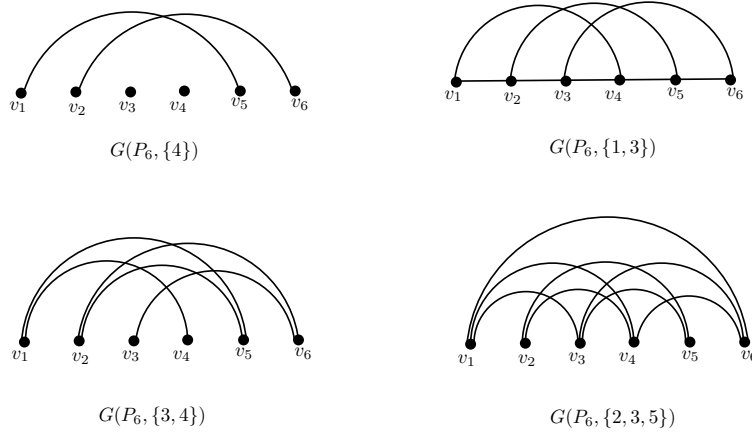 v₁ v₂ v₃ v₄ v₅ v₆
G(P₆, {4})
v₁ v₂ v₃ v₄ v₅ v₆
G(P₆, {1, 3})
v₁ v₂ v₃ v₄ v₅ v₆
G(P₆, {3, 4})
v₁ v₂ v₃ v₄ v₅ v₆
G(P₆, {2, 3, 5})